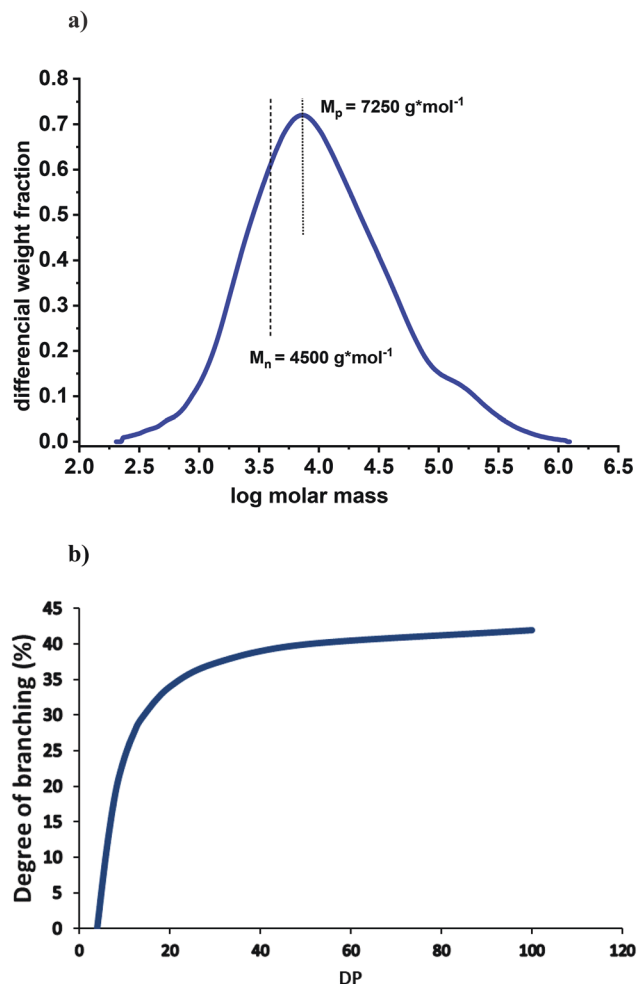 a)
0.8
0.7
0.6
0.5
0.4
0.3
0.2
0.1
0.0
differencial weight fraction
Mp = 7250 g*mol-1
Mn = 4500 g*mol-1
2.0 2.5 3.0 3.5 4.0 4.5 5.0 5.5 6.0 6.5
log molar mass
b)
45
40
35
30
25
20
15
10
5
0
Degree of branching (%)
0 20 40 60 80 100 120
DP